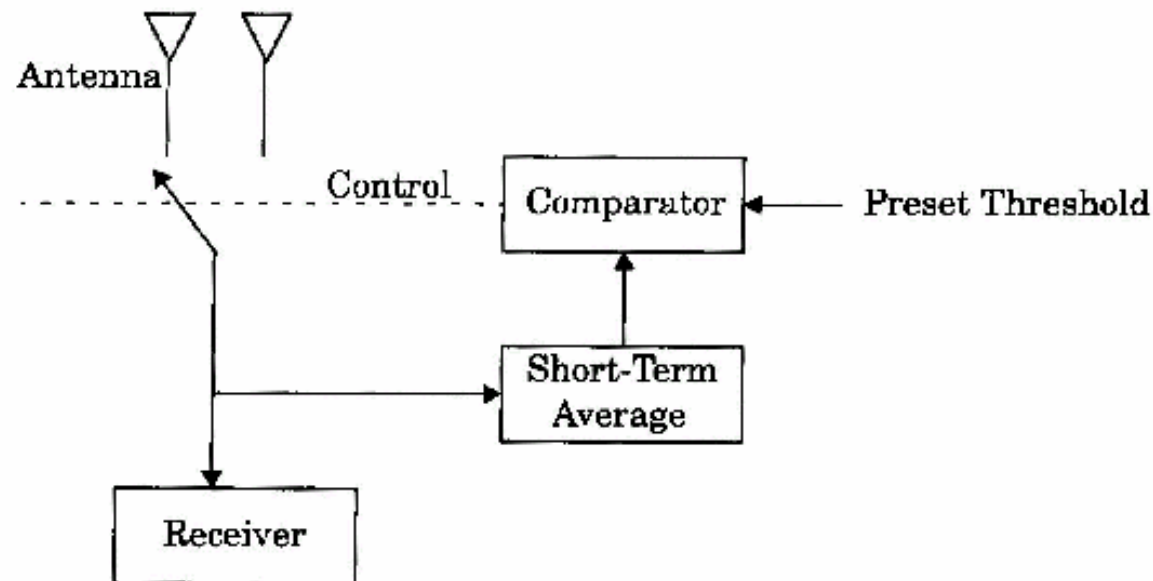 Antenna
Control
Comparator
Preset Threshold
Short-Term
Average
Receiver